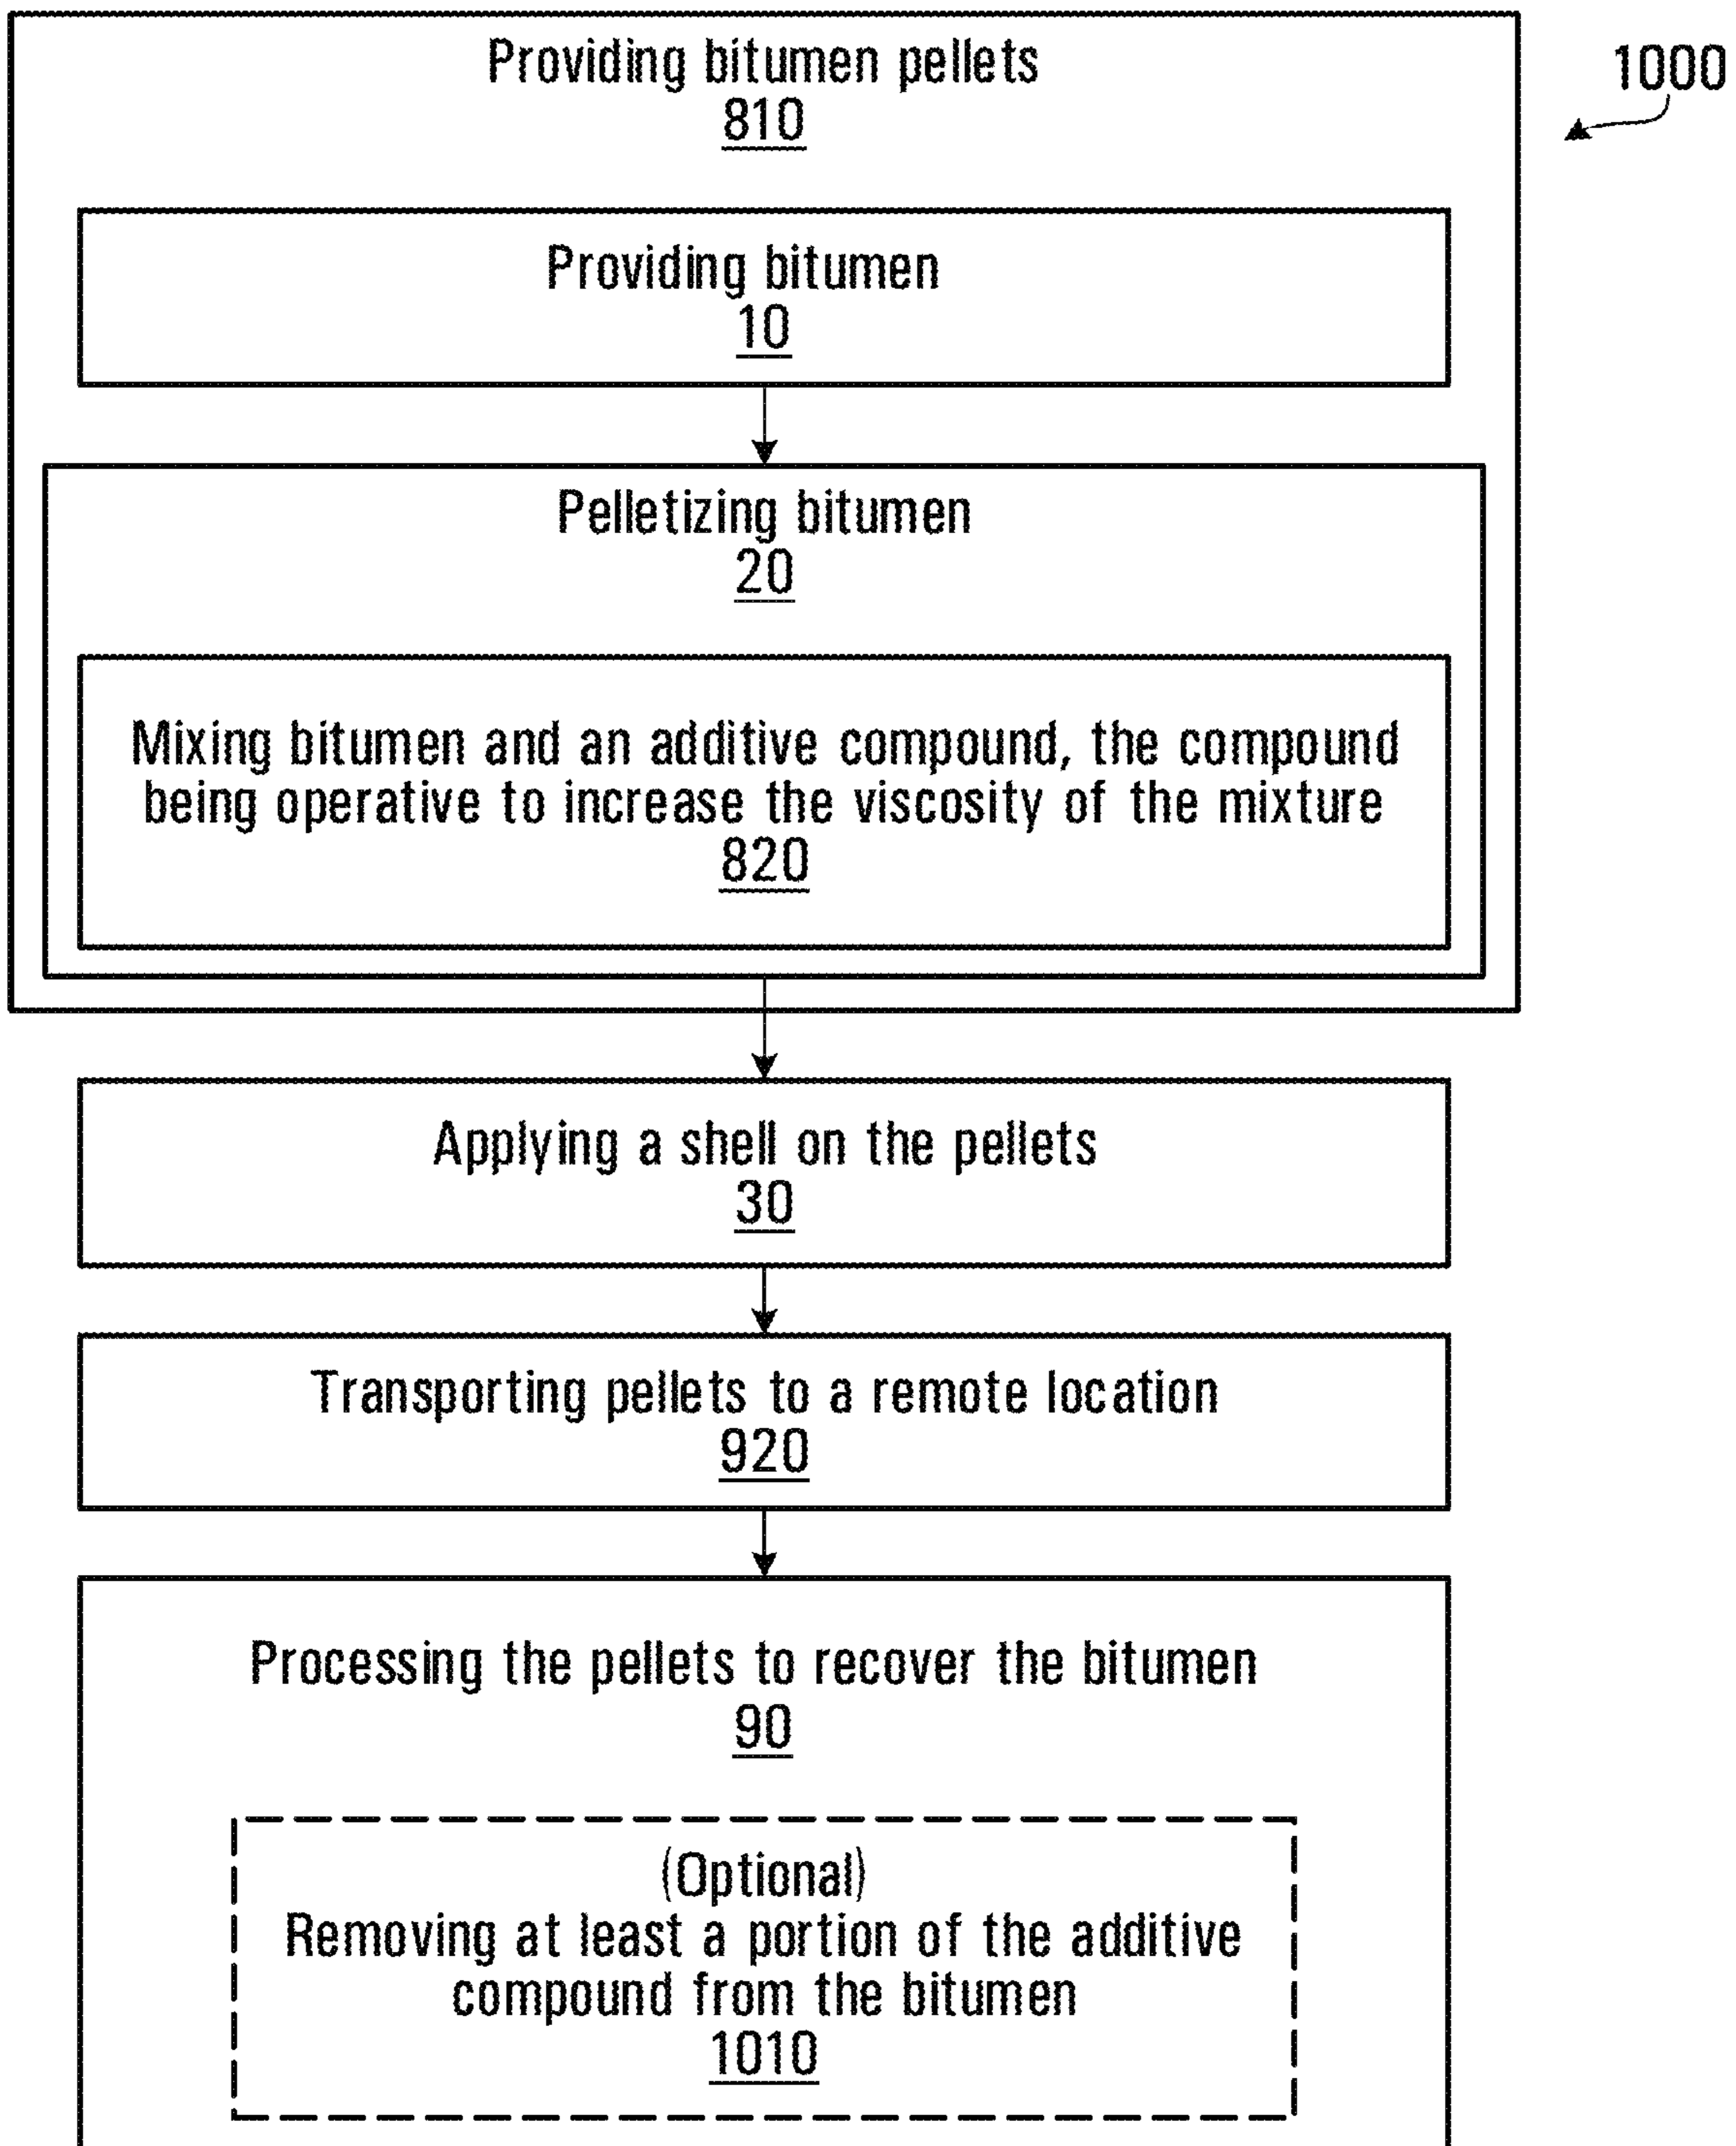 Providing bitumen pellets
810
1000
Providing bitumen
10
Pelletizing bitumen
20
Mixing bitumen and an additive compound, the compound
being operative to increase the viscosity of the mixture
820
Applying a shell on the pellets
30
Transporting pellets to a remote location
920
Processing the pellets to recover the bitumen
90
(Optional)
Removing at least a portion of the additive
compound from the bitumen
1010